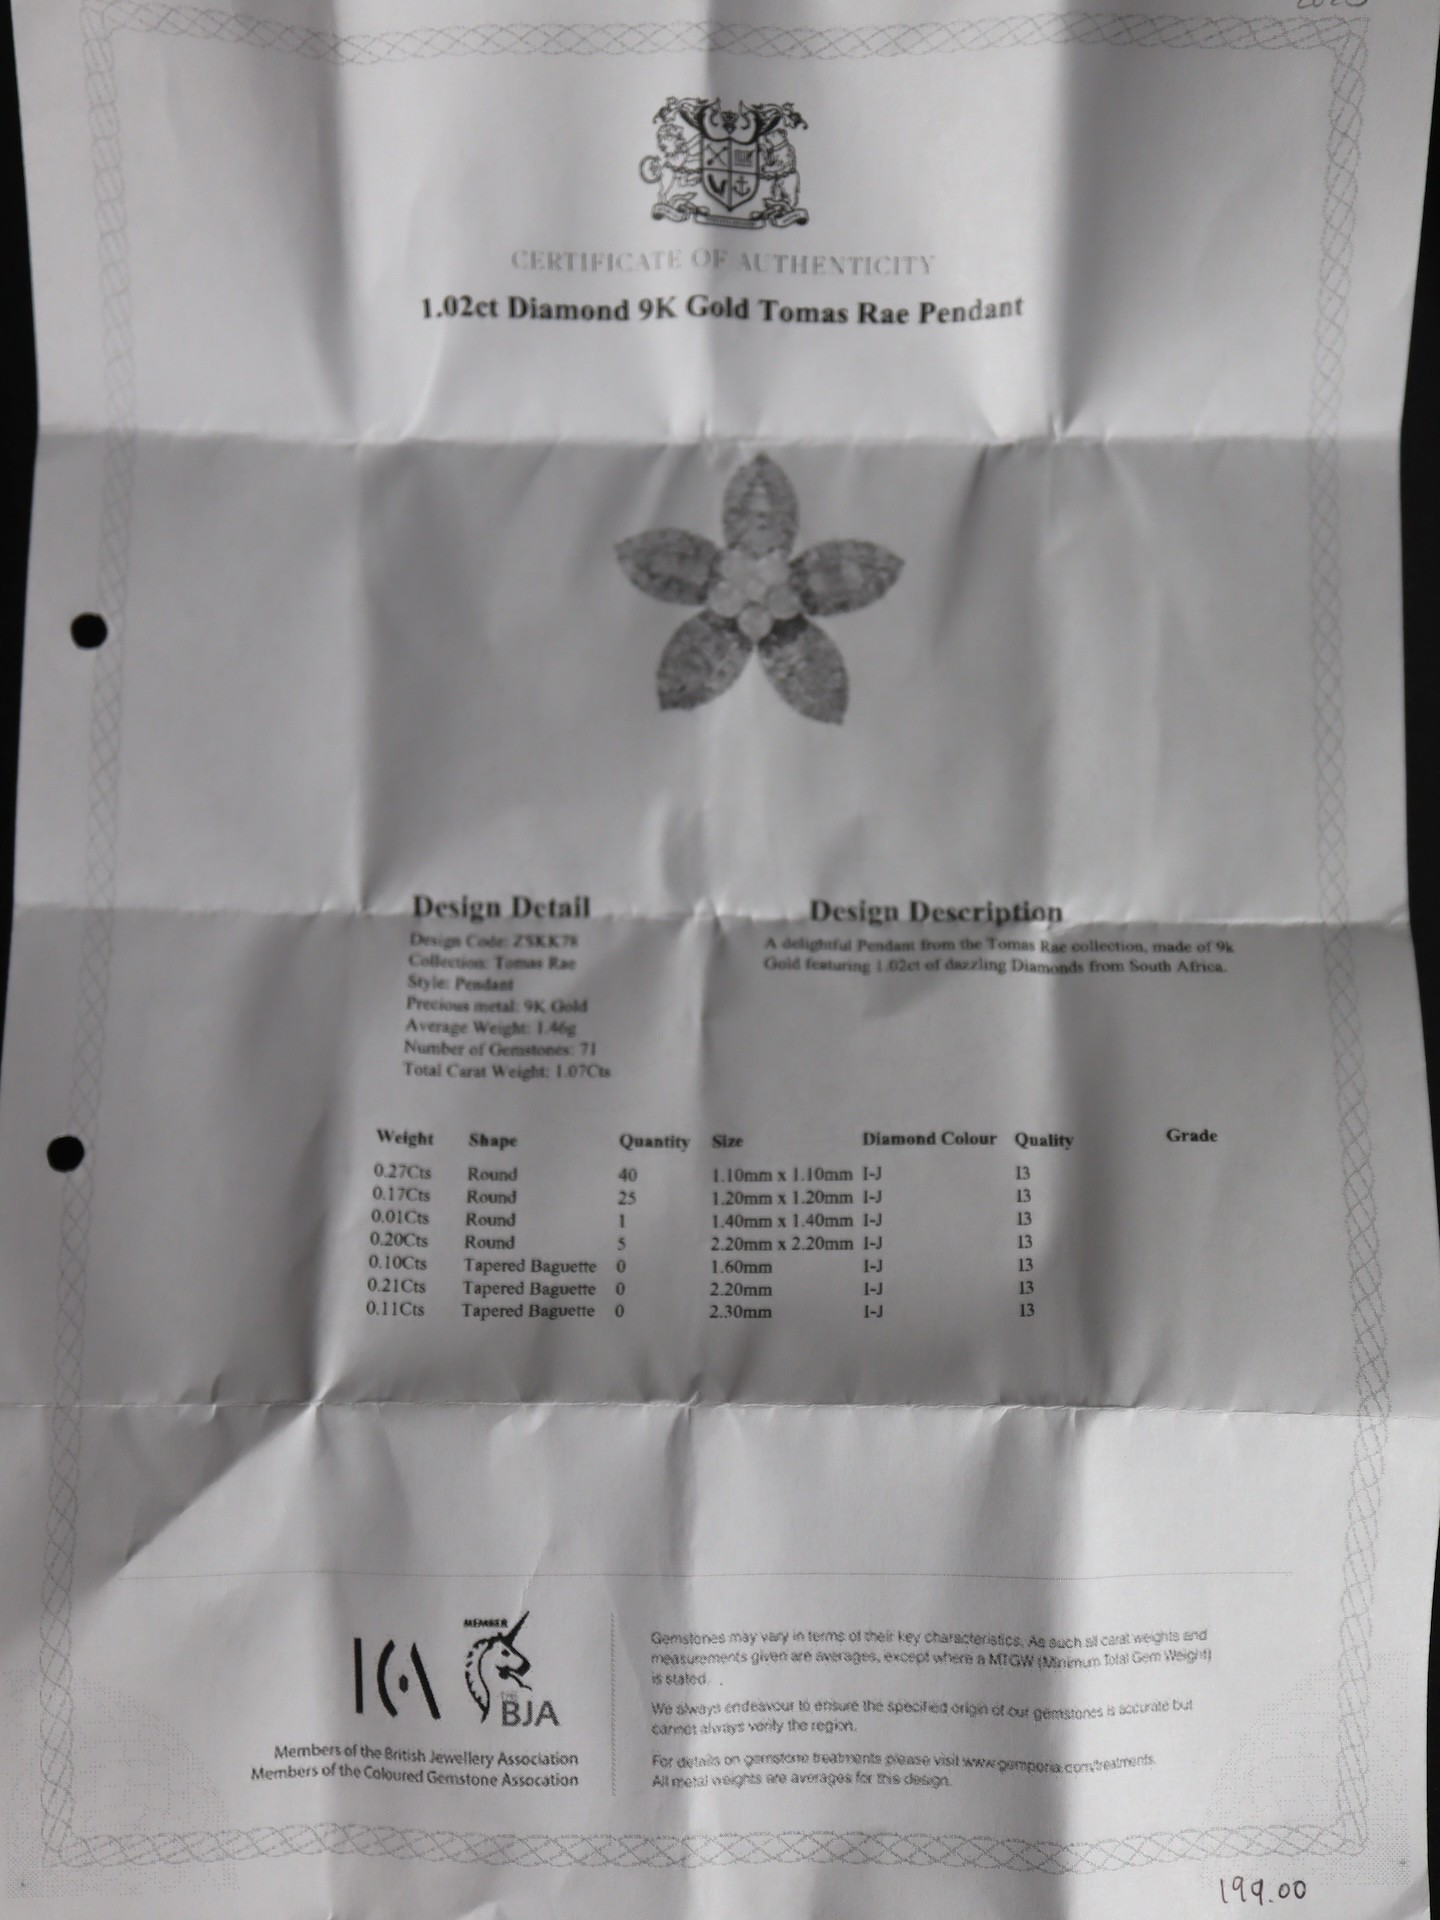 CERTIFICATE OF AUTHENTICITY
1.02ct Diamond 9K Gold Tomas Rae Pendant
Design Detail
Design Code: ZSKK78
Collection: Tomas Rae
Style: Pendant
Precious metal: 9K Gold
Average Weight: 1.46g
Number of Gemstones: 71
Total Carat Weight: 1.07Cts
Design Description
A delightful Pendant from the Tomas Rae collection, made of 9k
Gold featuring 1.02ct of dazzling Diamonds from South Africa.
Weight Shape Quantity Size Diamond Colour Quality Grade
0.27Cts Round 40 1.10mm x 1.10mm I-J I3
0.17Cts Round 25 1.20mm x 1.20mm I-J I3
0.01Cts Round 1 1.40mm x 1.40mm I-J I3
0.20Cts Round 5 2.20mm x 2.20mm I-J I3
0.10Cts Tapered Baguette 0 1.60mm I-J I3
0.21Cts Tapered Baguette 0 2.20mm I-J I3
0.11Cts Tapered Baguette 0 2.30mm I-J I3
MEMBER
THE
BJA
Members of the British Jewellery Association
Members of the Coloured Gemstone Assocation
Gemstones may vary in terms of their key characteristics. As such all carat weights and
measurements given are averages, except where a MTGW (Minimum Total Gem Weight)
is stated.
We always endeavour to ensure the specified origin of our gemstones is accurate but
cannot always verify the region.
For details on gemstone treatments please visit www.gemporia.com/treatments.
All metal weights are averages for this design.
199.00